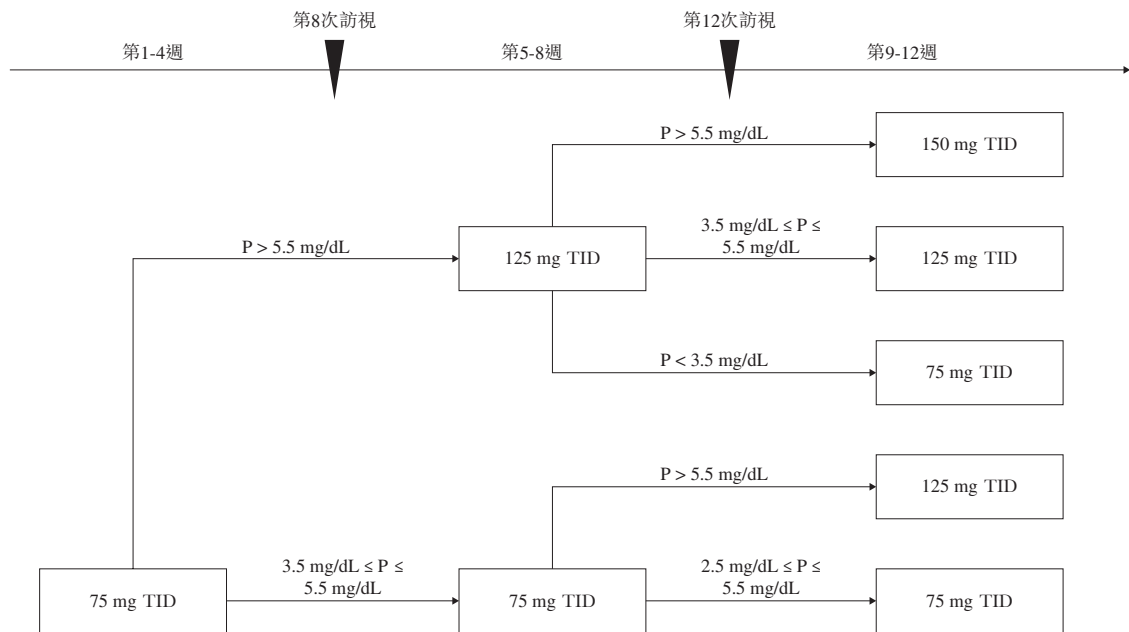 第8次訪視
第12次訪視
第1-4週
第5-8週
第9-12週
P > 5.5 mg/dL
150 mg TID
P > 5.5 mg/dL
125 mg TID
3.5 mg/dL ≤ P ≤
5.5 mg/dL
125 mg TID
P < 3.5 mg/dL
75 mg TID
P > 5.5 mg/dL
125 mg TID
75 mg TID
3.5 mg/dL ≤ P ≤
5.5 mg/dL
75 mg TID
2.5 mg/dL ≤ P ≤
5.5 mg/dL
75 mg TID